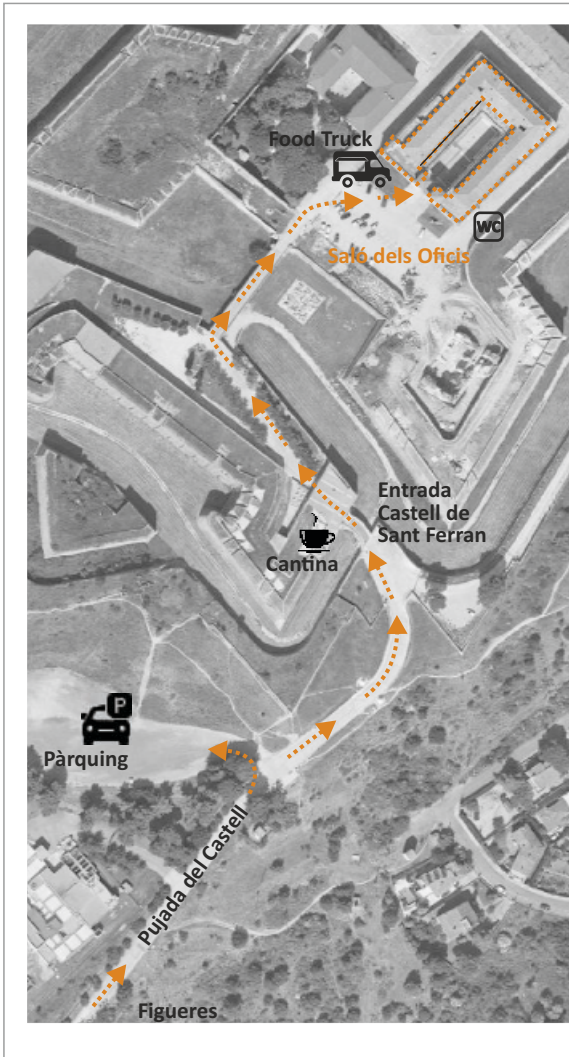 Food Truck
WC
Saló dels Oficis
Entrada
Castell de
Sant Ferran
Cantina
P
Pàrquing
Pujada del Castell
Figueres